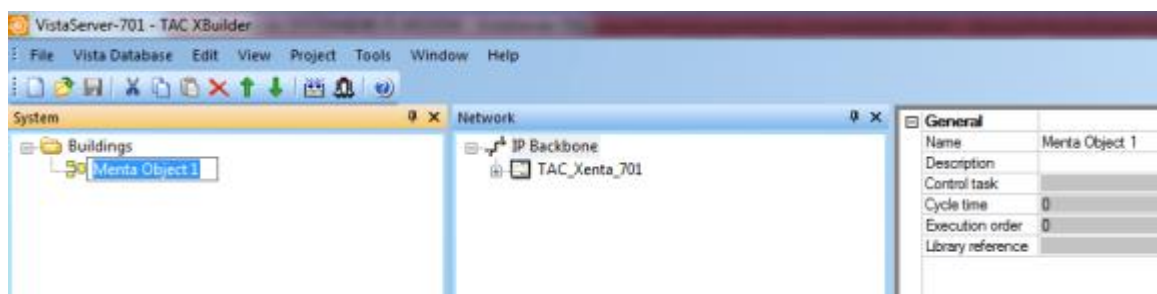 VistaServer-701 - TAC XBuilder
File Vista Database Edit View Project Tools Window Help
System
Network
Buildings
Menta Object 1
IP Backbone
TAC_Xenta_701
General
Name Menta Object 1
Description
Control task
Cycle time 0
Execution order 0
Library reference